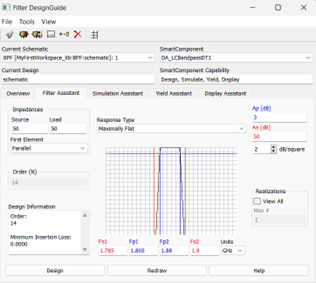 Filter DesignGuide
File Tools View
Current Schematic
SmartComponent
BPF [MyFirstWorkspace_lib:BPF:schematic]: 1
DA_LCBandpassDT1
Current Design
SmartComponent Capability
schematic
Design, Simulate, Yield, Display
Overview Filter Assistant Simulation Assistant Yield Assistant Display Assistant
Impedances
Source Load
50 50
First Element
Parallel
Order (N)
14
Design Information
Order:
14
Minimum Insertion Loss:
0.0000
Response Type
Maximally Flat
Fs1 Fp1 Fp2 Fs2 Units
1.785 1.805 1.88 1.9 GHz
Ap (dB)
3
As (dB)
50
2 dB/square
Realizations
View All
Max #
1
Design Redraw Help